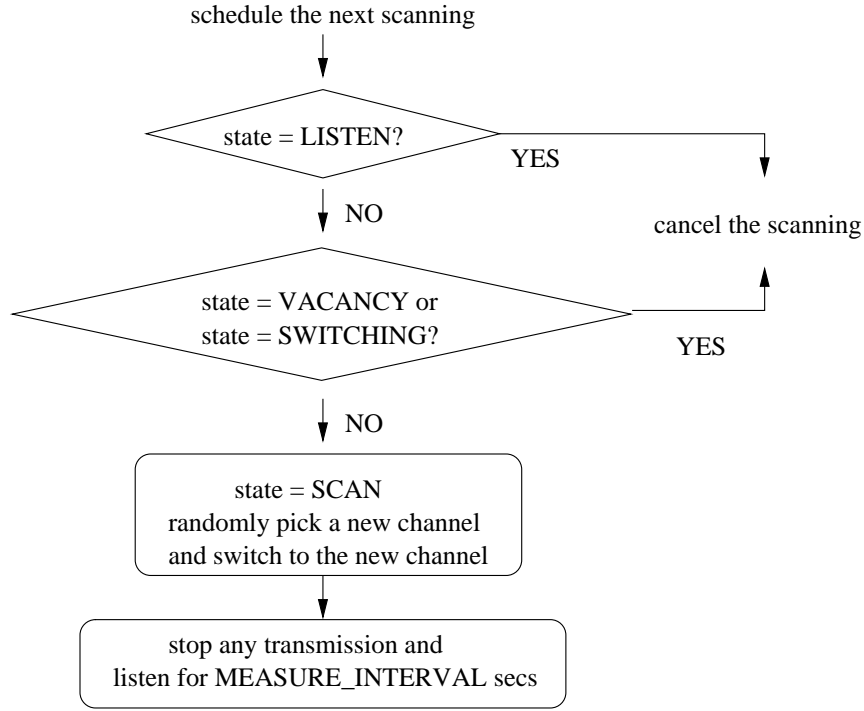 schedule the next scanning
state = LISTEN?
YES
NO
cancel the scanning
state = VACANCY or
state = SWITCHING?
YES
NO
state = SCAN
randomly pick a new channel
and switch to the new channel
stop any transmission and
listen for MEASURE_INTERVAL secs